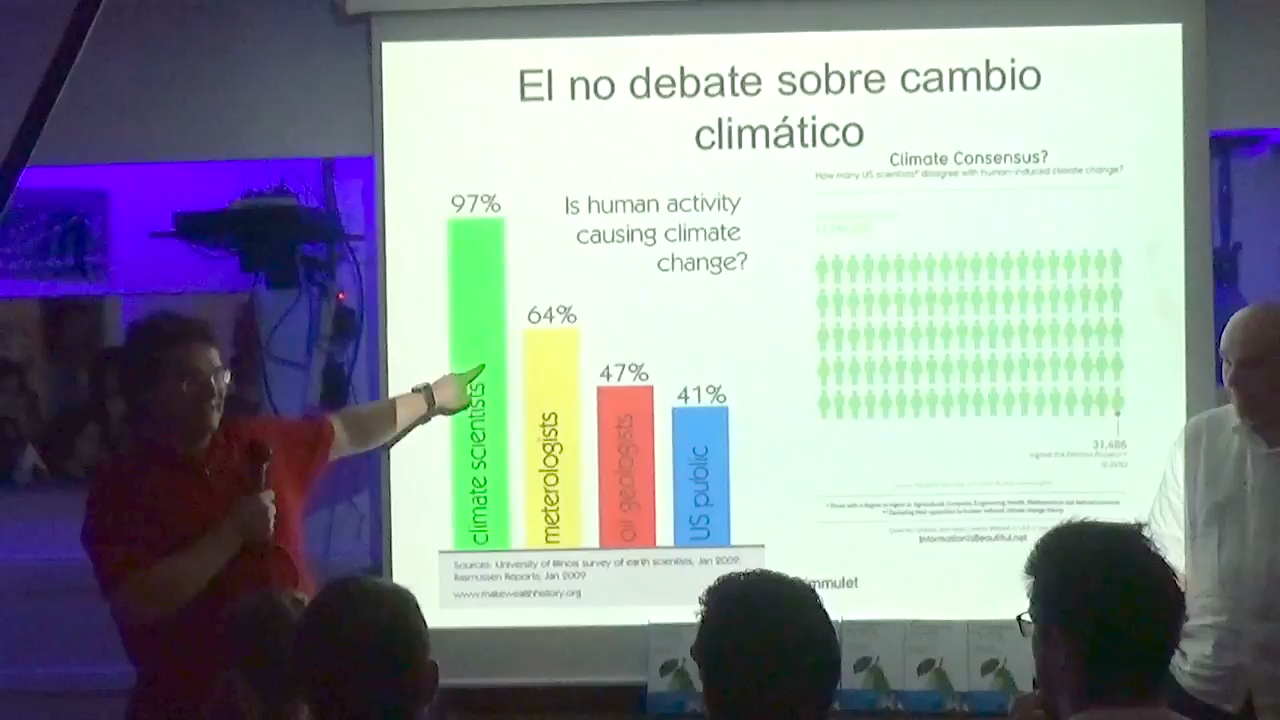 El no debate sobre cambio
climático
Climate Consensus?
How many US scientists* disagree with human-induced climate change?
97%
Is human activity
causing climate
change?
64%
47%
41%
climate scientists
meterologists
oil geologists
US public
31,486
Sources: University of Illinois survey of earth scientists, Jan 2009
Rasmussen Reports, Jan 2009
www.makewealthhistory.org
InformationIsBeautiful.net
mmulet